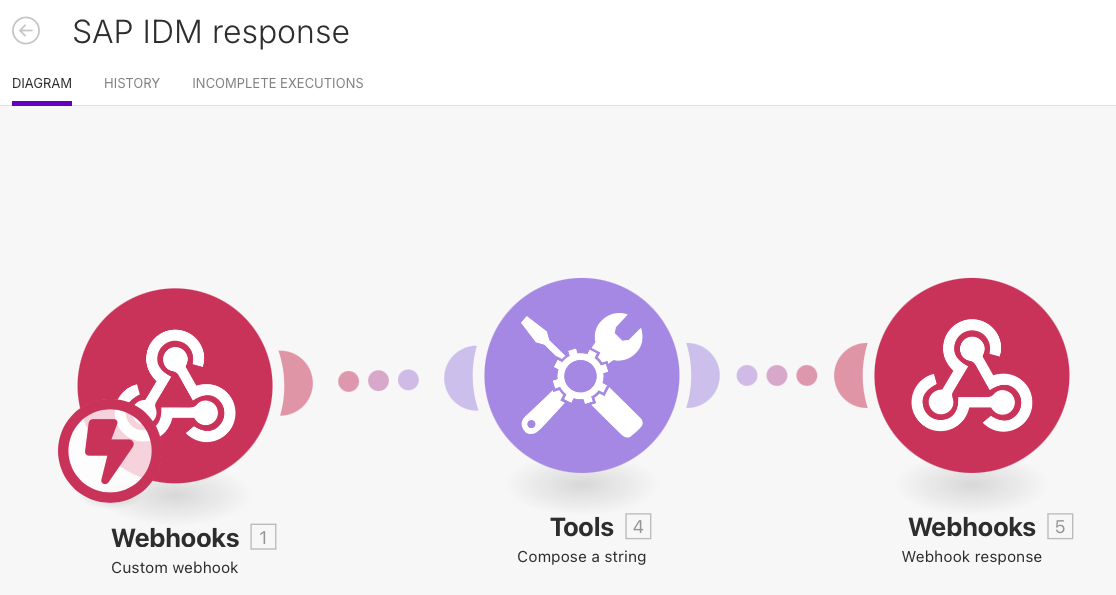 SAP IDM response
DIAGRAM HISTORY INCOMPLETE EXECUTIONS
Webhooks 1
Custom webhook
Tools 4
Compose a string
Webhooks 5
Webhook response